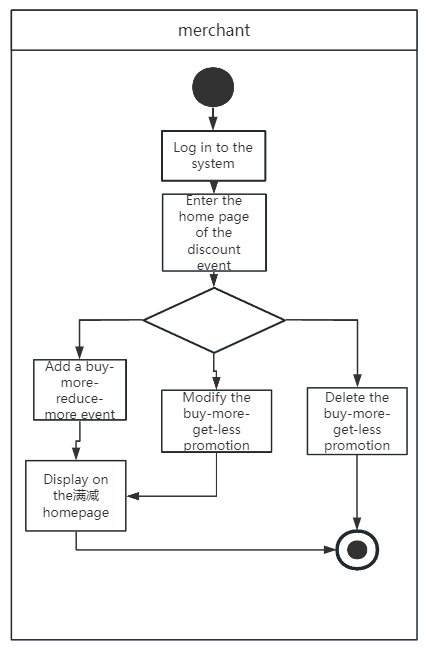 merchant
Log in to the
system
Enter the
home page
of the
discount
event
Add a buy-
more-
reduce-
more event
Modify the
buy-more-
get-less
promotion
Delete the
buy-more-
get-less
promotion
Display on
the满减
homepage